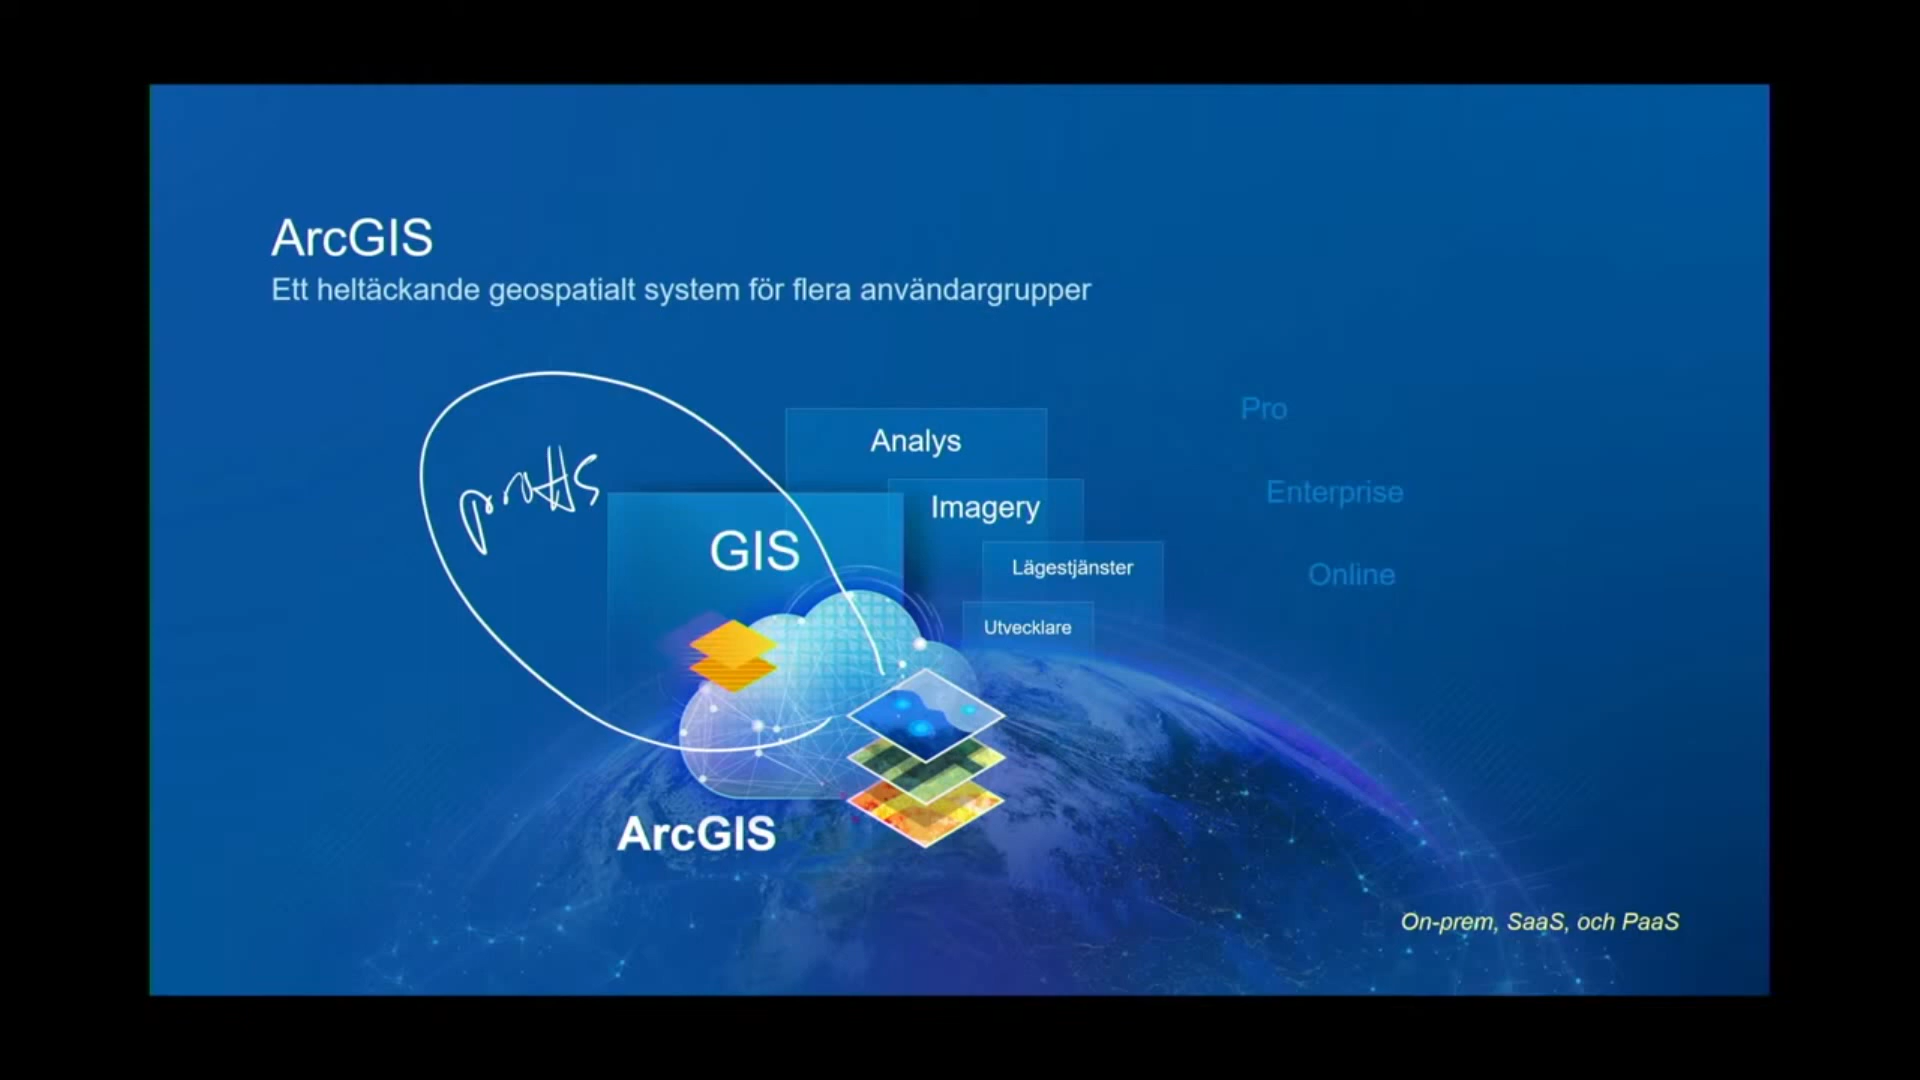 ArcGIS
Ett heltäckande geospatialt system för flera användargrupper
Analys
Imagery
GIS
Lägestjänster
Utvecklare
Pro
Enterprise
Online
ArcGIS
On-prem, SaaS, och PaaS